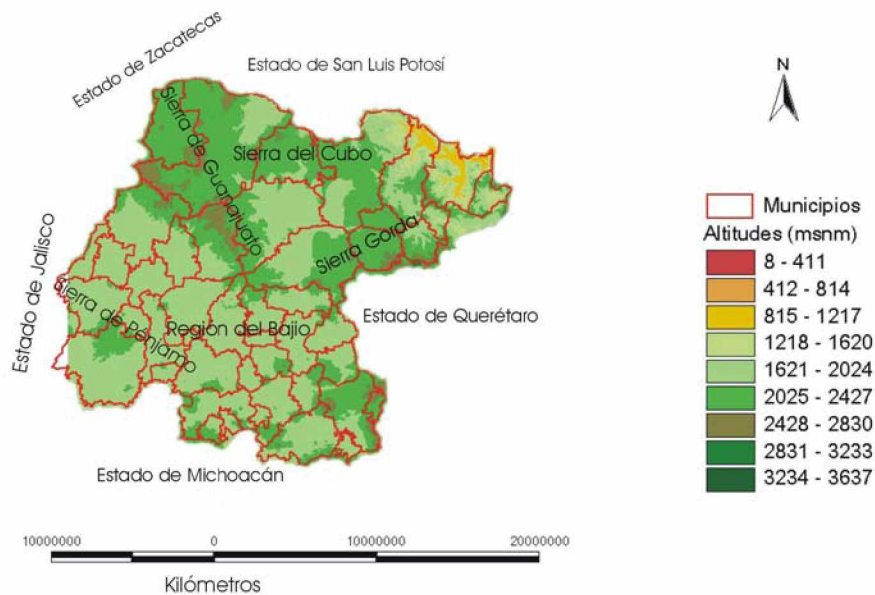 Estado de Zacatecas
Estado de San Luis Potosí
N
Sierra de Guanajuato
Sierra del Cubo
Sierra Gorda
Estado de Jalisco
Sierra de Pénjamo
Región del Bajío
Estado de Querétaro
Estado de Michoacán
Municipios
Altitudes (msnm)
8 - 411
412 - 814
815 - 1217
1218 - 1620
1621 - 2024
2025 - 2427
2428 - 2830
2831 - 3233
3234 - 3637
10000000 0 10000000 20000000
Kilómetros